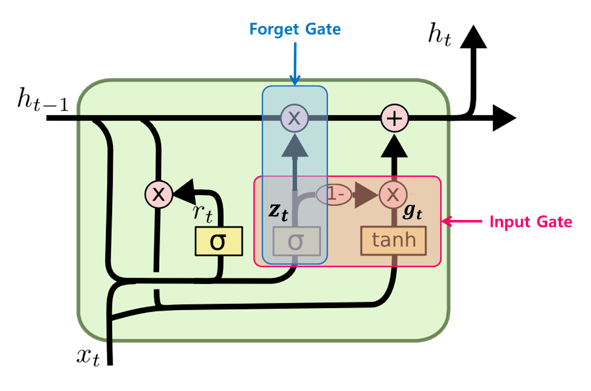 Forget Gate
h_t
h_{t-1}
x
+
x
r_t
z_t
1-
x
g_t
σ
σ
tanh
Input Gate
x_t